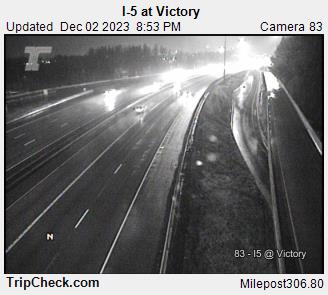 I-5 at Victory
Updated Dec 02 2023 8:53 PM Camera 83
T
N
83 - I5 @ Victory
TripCheck.com Milepost306.80